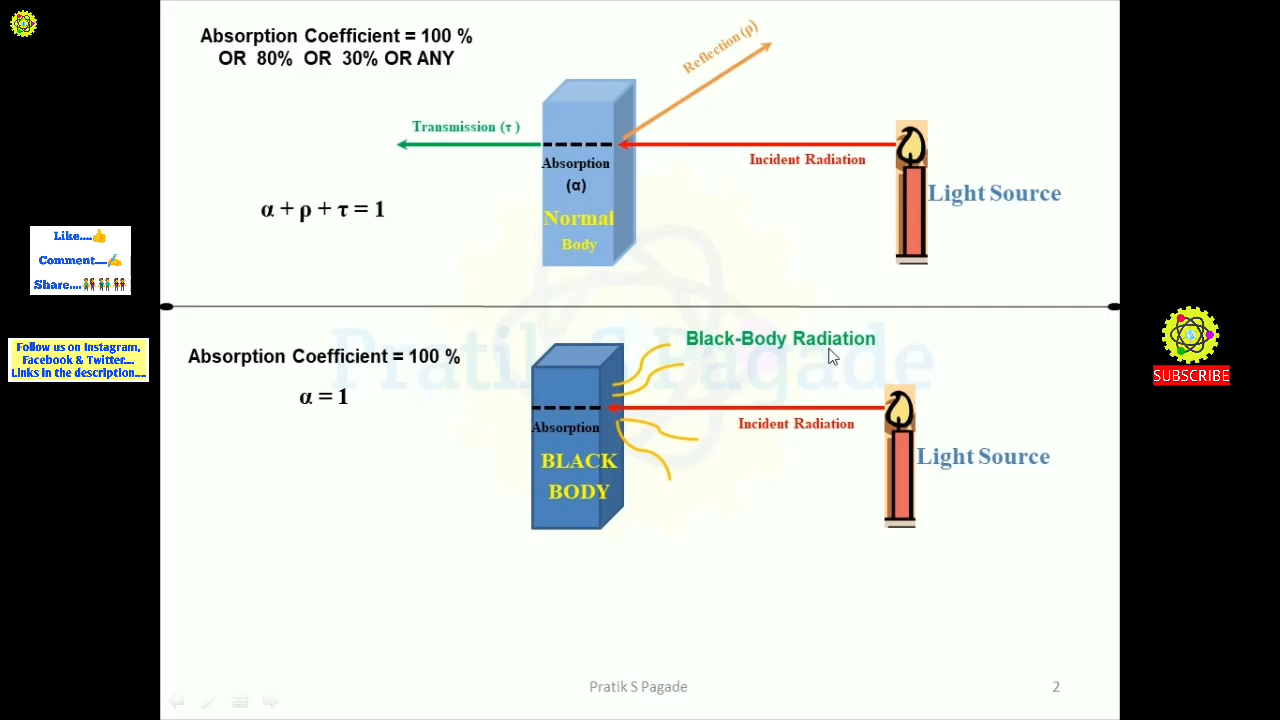 Absorption Coefficient = 100 %
OR 80% OR 30% OR ANY
Reflection (ρ)
Transmission (τ )
Incident Radiation
Absorption
(α)
Normal
Body
Light Source
α + ρ + τ = 1
Like....👍
Comment....✍
Share....👫👫👫
Pratik S Pagade
Black-Body Radiation
Absorption Coefficient = 100 %
α = 1
Incident Radiation
Absorption
BLACK
BODY
Light Source
Follow us on Instagram,
Facebook & Twitter....
Links in the description....
SUBSCRIBE
Pratik S Pagade
2